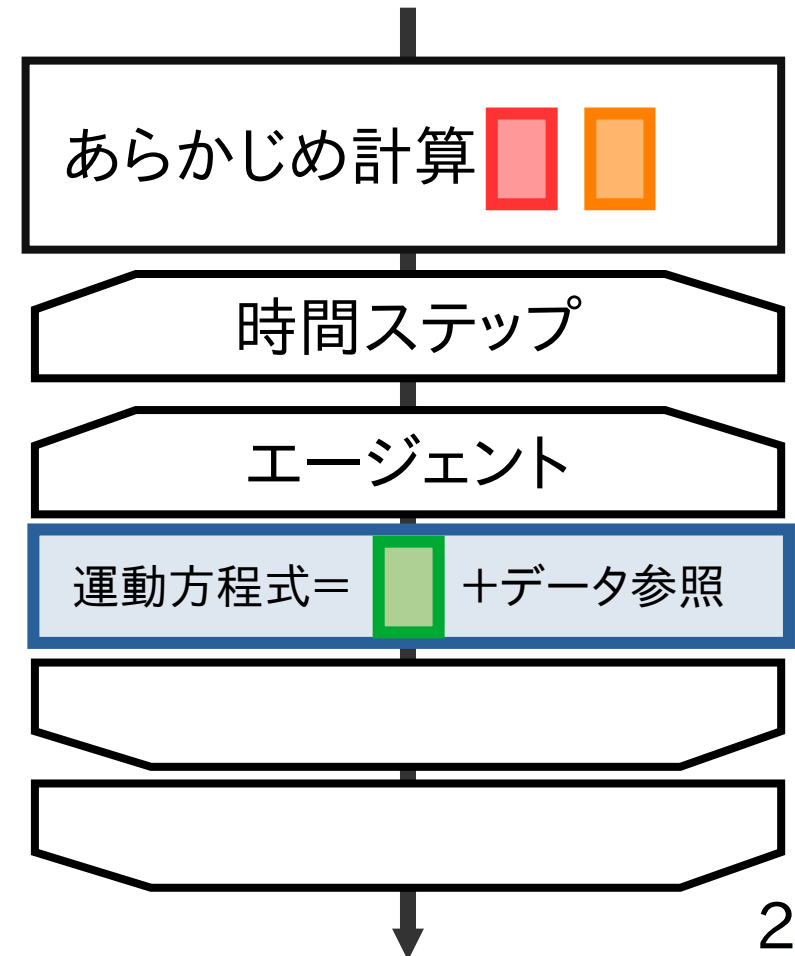 あらかじめ計算
時間ステップ
エージェント
運動方程式＝ ＋データ参照
2